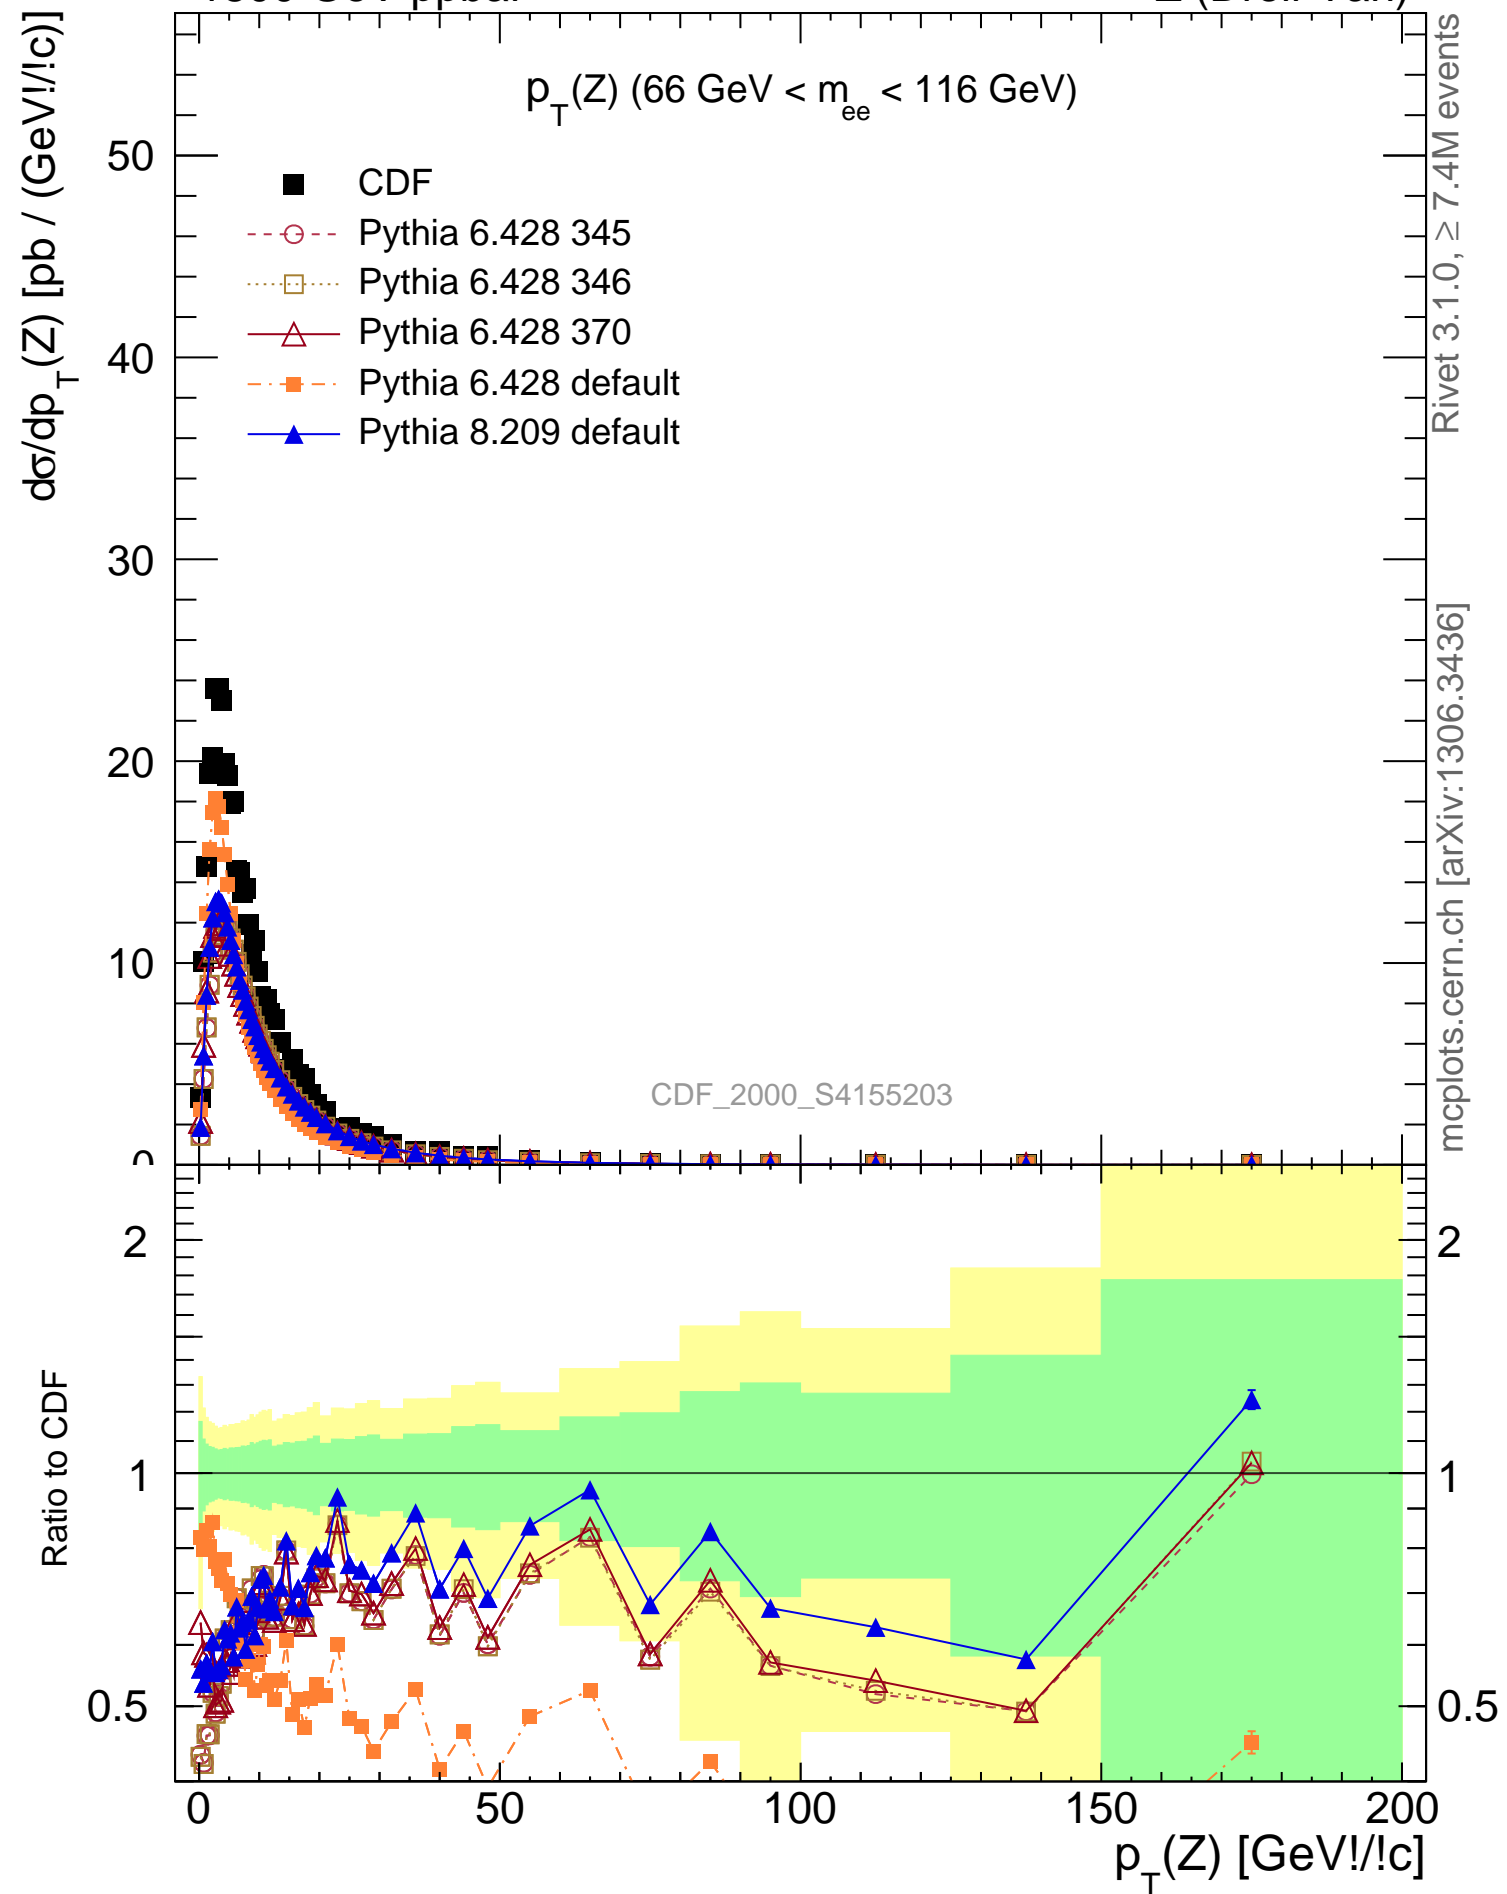 p_T(Z) (66 GeV < m_ee < 116 GeV)
dσ/dp_T(Z) [pb / (GeV!/!c)]
50
40
30
20
10
0
CDF
Pythia 6.428 345
Pythia 6.428 346
Pythia 6.428 370
Pythia 6.428 default
Pythia 8.209 default
CDF_2000_S4155203
Rivet 3.1.0, ≥ 7.4M events
mcplots.cern.ch [arXiv:1306.3436]
Ratio to CDF
2
1
0.5
2
1
0.5
0
50
100
150
200
p_T(Z) [GeV!/!c]